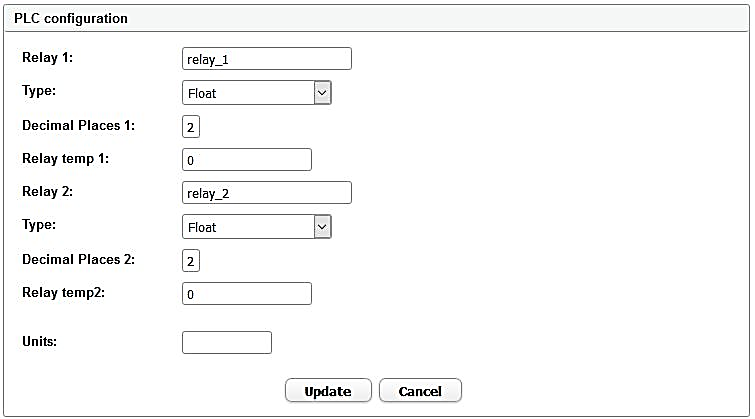 PLC configuration
Relay 1: relay_1
Type: Float
Decimal Places 1: 2
Relay temp 1: 0
Relay 2: relay_2
Type: Float
Decimal Places 2: 2
Relay temp2: 0
Units:
Update Cancel